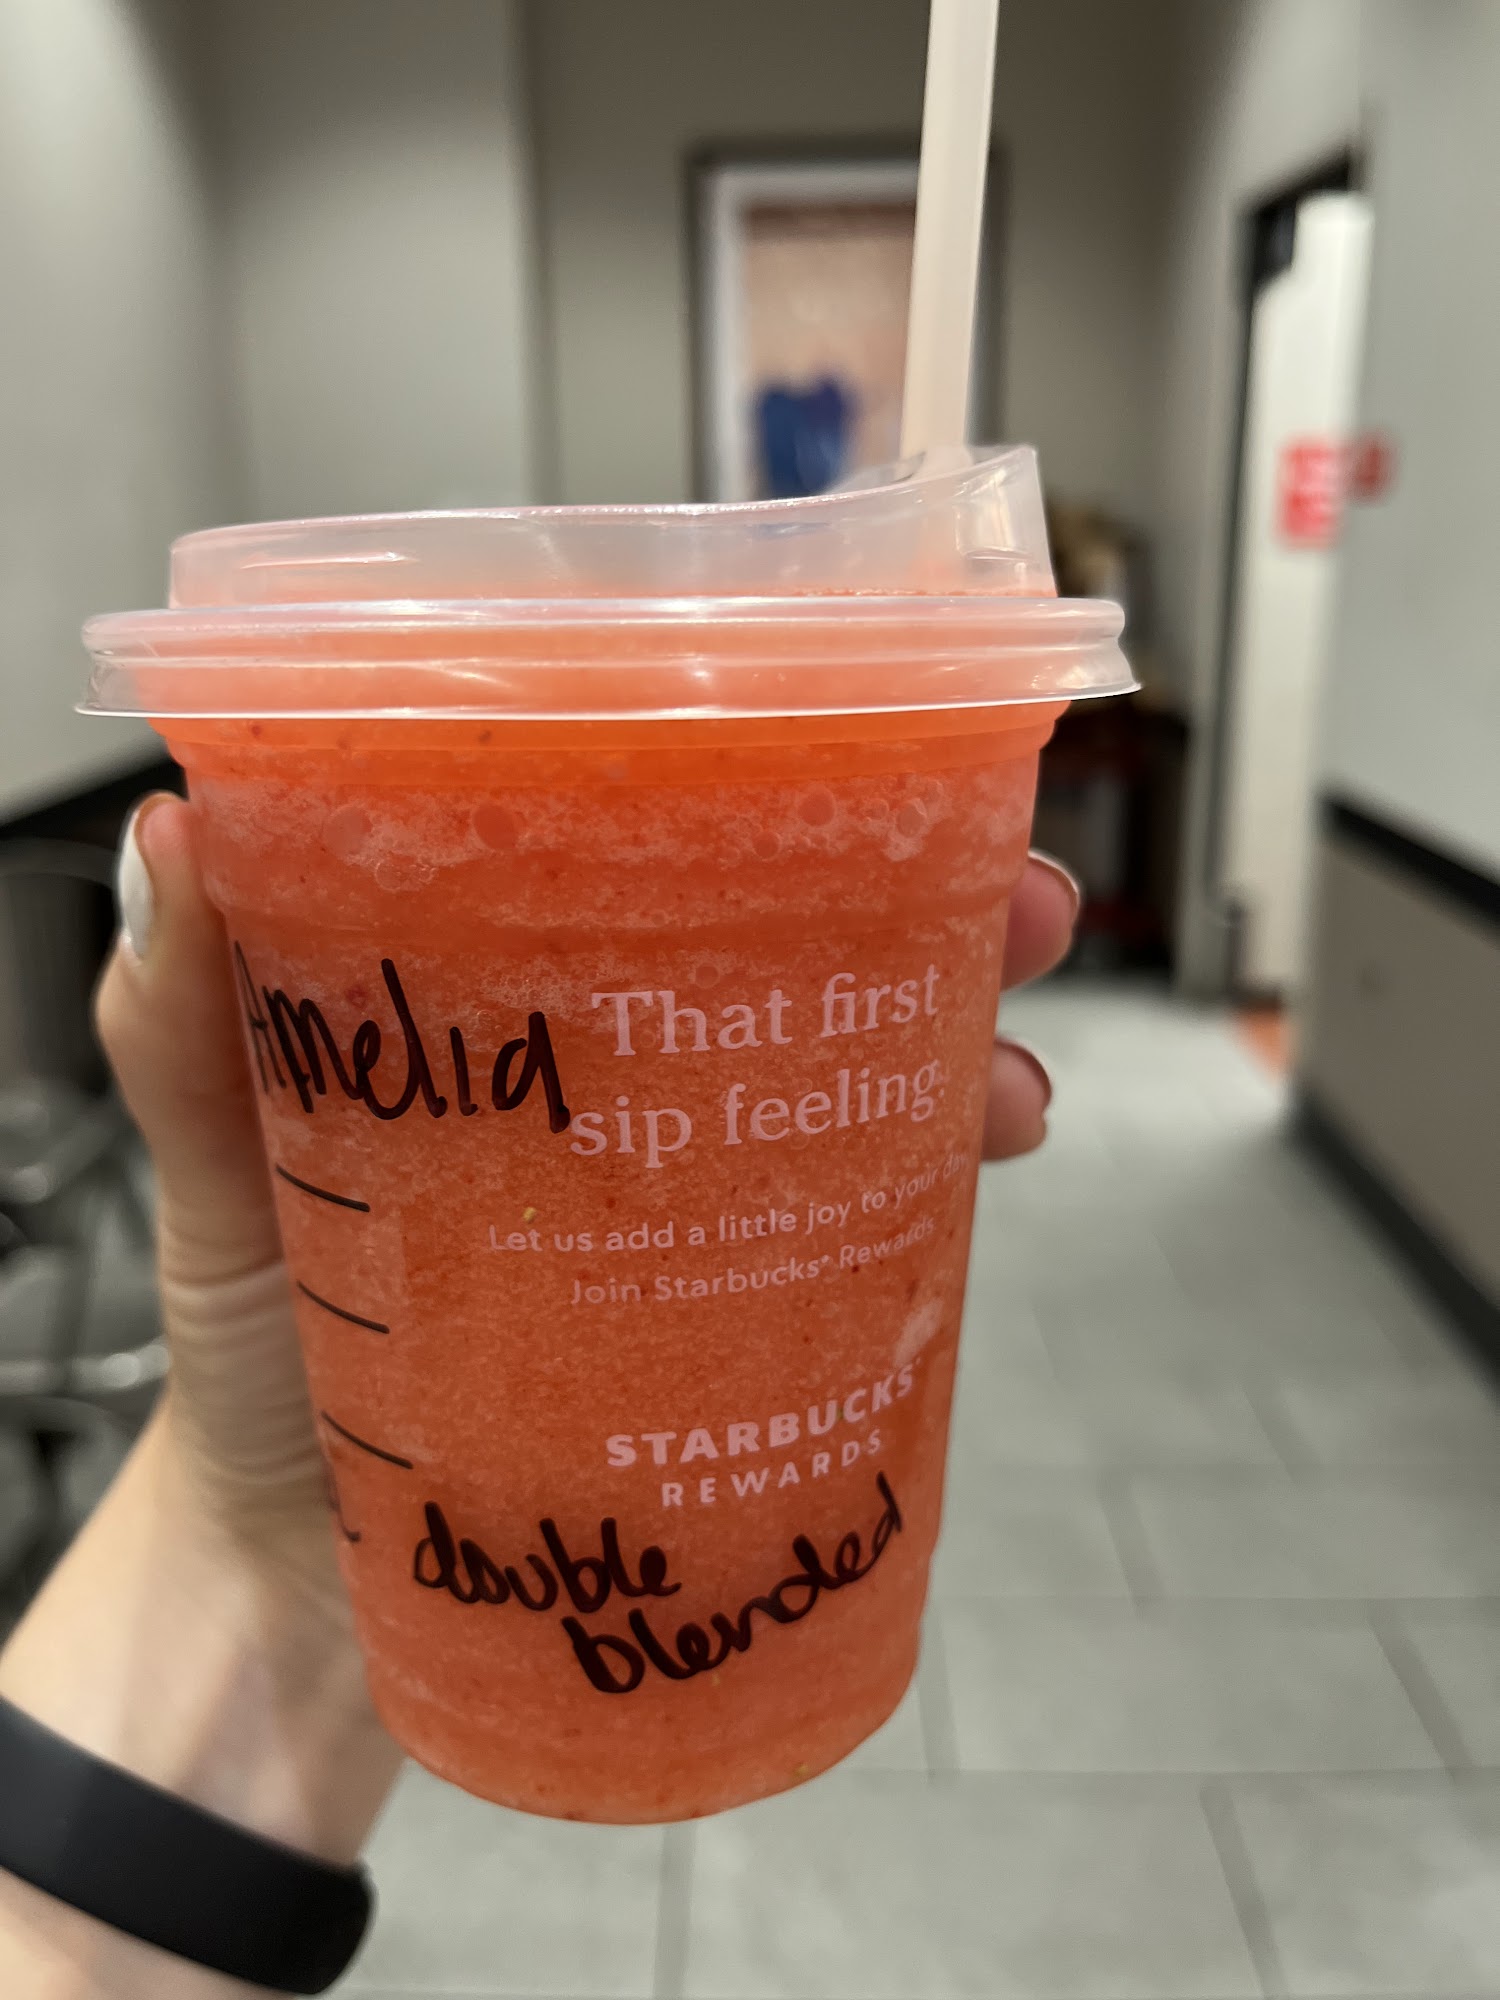 Amelia
That first
sip feeling.
Let us add a little joy to your day
Join Starbucks® Rewards.
STARBUCKS®
REWARDS
double
blended